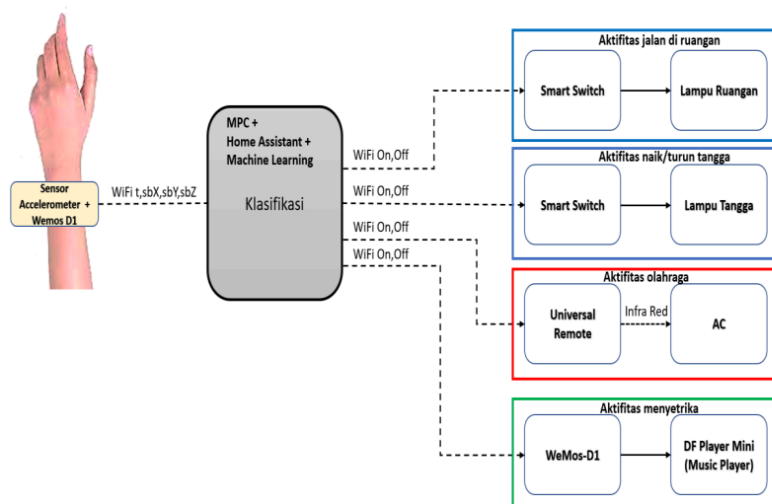 Sensor
Accelerometer +
Wemos D1
WiFi t,sbX,sbY,sbZ
MPC +
Home Assistant +
Machine Learning
Klasifikasi
WiFi On,Off
WiFi On,Off
WiFi On,Off
WiFi On,Off
Aktifitas jalan di ruangan
Smart Switch
Lampu Ruangan
Aktifitas naik/turun tangga
Smart Switch
Lampu Tangga
Aktifitas olahraga
Universal
Remote
Infra Red
AC
Aktifitas menyetrika
WeMos-D1
DF Player Mini
(Music Player)